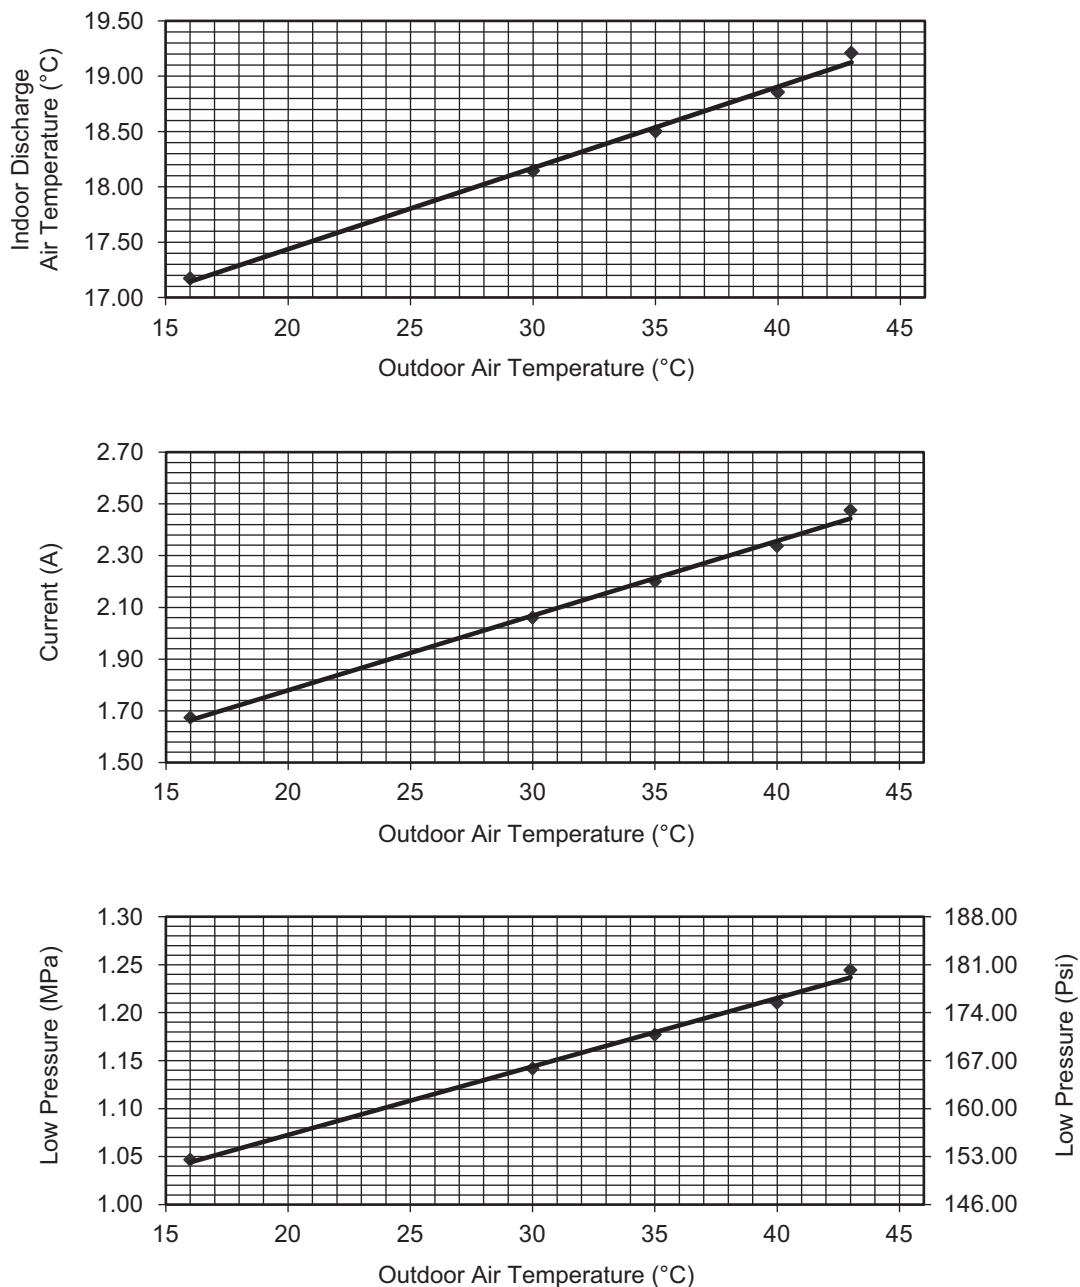 Indoor Discharge
Air Temperature (°C)
19.50
19.00
18.50
18.00
17.50
17.00
15 20 25 30 35 40 45
Outdoor Air Temperature (°C)
Current (A)
2.70
2.50
2.30
2.10
1.90
1.70
1.50
15 20 25 30 35 40 45
Outdoor Air Temperature (°C)
Low Pressure (MPa)
1.30
1.25
1.20
1.15
1.10
1.05
1.00
188.00
181.00
174.00
167.00
160.00
153.00
146.00
Low Pressure (Psi)
15 20 25 30 35 40 45
Outdoor Air Temperature (°C)